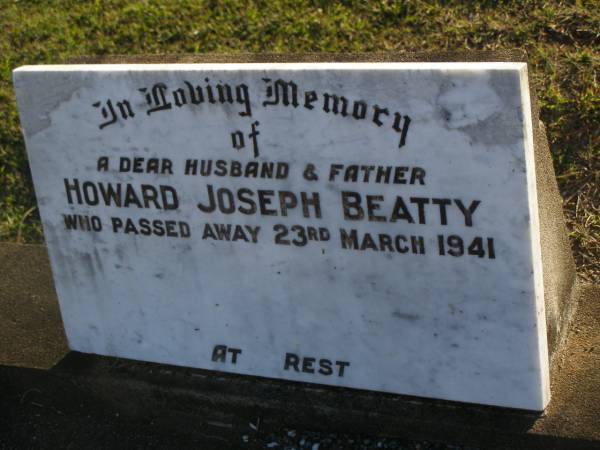 In Loving Memory
of
A DEAR HUSBAND & FATHER
HOWARD JOSEPH BEATTY
WHO PASSED AWAY 23RD MARCH 1941
AT REST